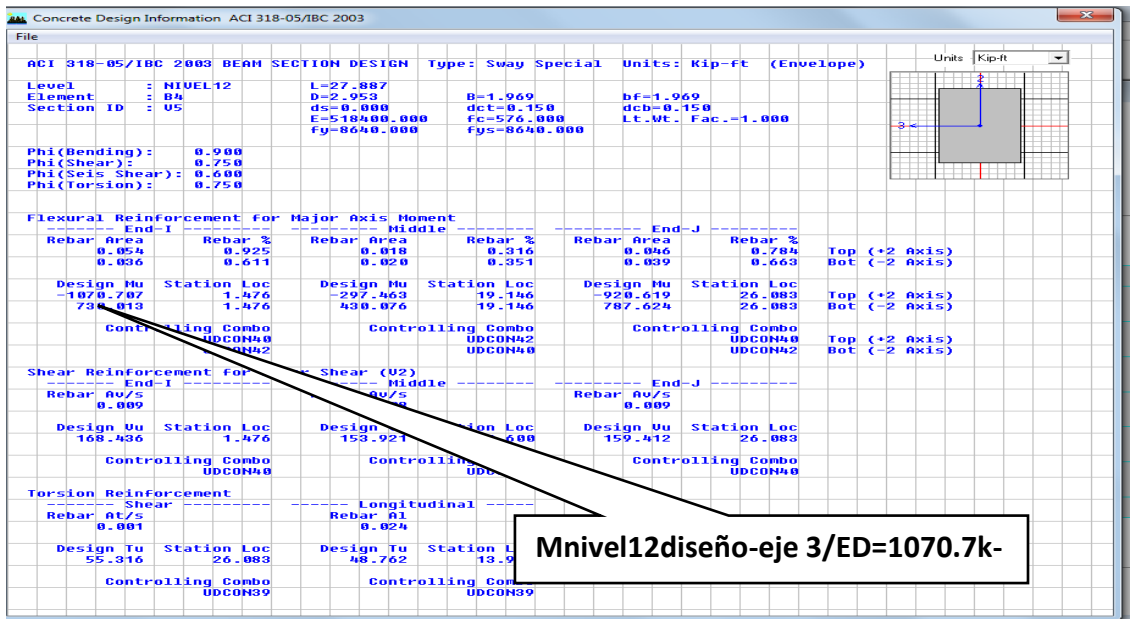 Concrete Design Information ACI 318-05/IBC 2003
File
ACI 318-05/IBC 2003 BEAM SECTION DESIGN Type: Sway Special Units: Kip-ft (Envelope)
Units Kip-ft
Level : NIVEL12 L=27.887
Element : B4 D=2.953 B=1.969 bf=1.969
Section ID : V5 ds=0.000 dct=0.150 dcb=0.150
E=518400.000 fc=576.000 Lt.Wt. Fac.=1.000
fy=8640.000 fys=8640.000
2
3
Phi(Bending): 0.900
Phi(Shear): 0.750
Phi(Seis Shear): 0.600
Phi(Torsion): 0.750
Flexural Reinforcement for Major Axis Moment
------- End-I --------- --------- Middle -------- --------- End-J ---------
Rebar Area Rebar % Rebar Area Rebar % Rebar Area Rebar %
0.054 0.925 0.018 0.316 0.046 0.784 Top (+2 Axis)
0.036 0.611 0.020 0.351 0.039 0.663 Bot (-2 Axis)
Design Mu Station Loc Design Mu Station Loc Design Mu Station Loc
-1070.707 1.476 -297.463 19.146 -920.619 26.083 Top (+2 Axis)
730.013 1.476 430.076 19.146 787.624 26.083 Bot (-2 Axis)
Controlling Combo Controlling Combo Controlling Combo
UDCON40 UDCON42 UDCON40 Top (+2 Axis)
UDCON40 UDCON42 Bot (-2 Axis)
Shear Reinforcement for Shear (V2)
------- End-I --------- Middle -------- --------- End-J ---------
Rebar Av/s Av/s Rebar Av/s
0.009 0.009
Design Vu Station Loc Design Loc Design Vu Station Loc
168.436 1.476 153.921 600 159.412 26.083
Controlling Combo Controlling Combo
UDCON40 UDCON40
Torsion Reinforcement
------- Shear --------- ------ Longitudinal -----
Rebar At/s Rebar Al
0.001 0.024
Design Tu Station Loc Design Tu Station
55.316 26.083 48.762 13.9
Controlling Combo Controlling
UDCON39 UDCON39
Mnivel12diseño-eje 3/ED=1070.7k-